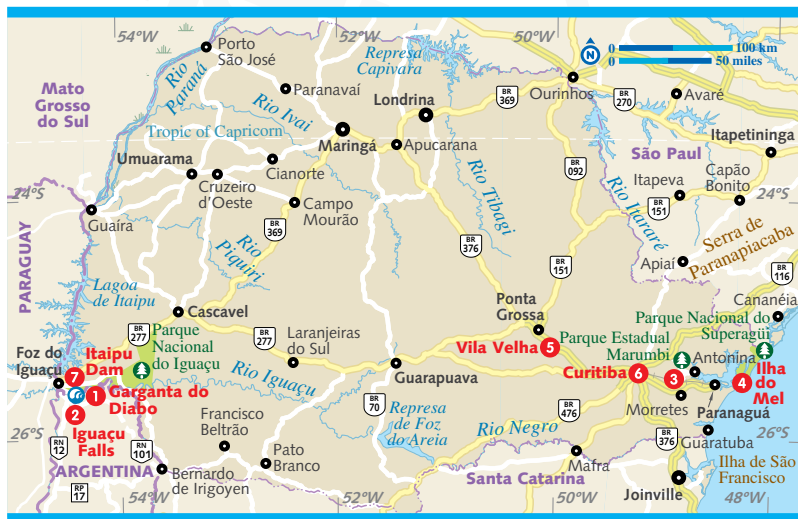 54°W
52°W
50°W
0 100 km
0 50 miles
N
Porto
São José
Represa
Capivara
Mato
Grosso
do Sul
Rio
Paraná
Paranavaí
Rio Ivai
Londrina
BR
369
Ourinhos
BR
270
Avaré
Tropic of Capricorn
Maringá
Apucarana
Itapetininga
Umuarama
Cianorte
São Paul
BR
092
Cruzeiro
d'Oeste
Campo
Mourão
Rio Tibagi
Rio Itararé
Itapeva
Capão
Bonito
24°S
24°S
BR
151
Guaíra
BR
369
Rio
Piquiri
BR
376
Serra de
Paranapiacaba
PARAGUAY
BR
151
Apiaí
BR
116
Lagoa
de Itaipu
Cananéia
Cascavel
Ponta
Grossa
Parque Nacional do
Superagüi
BR
277
Parque
Nacional
do Iguaçu
BR
277
Laranjeiras
do Sul
Parque Estadual
Marumbi
Foz do
Iguaçu
Itaipu
Dam
Vila Velha 5
Antonina
Ilha
do
Mel
7
1
Garganta do
Diabo
Rio Iguaçu
Guarapuava
Curitiba 6
3
4
2
Iguaçu
Falls
BR
70
Represa
de Foz
do Areia
Morretes
Paranaguá
Francisco
Beltrão
Rio Negro
BR
476
BR
376
Guaratuba
26°S
26°S
RN
12
RN
101
Pato
Branco
ARGENTINA
Bernardo
de Irigoyen
Mafra
Santa Catarina
Ilha de São
Francisco
RP
17
Joinville
54°W
52°W
50°W
48°W